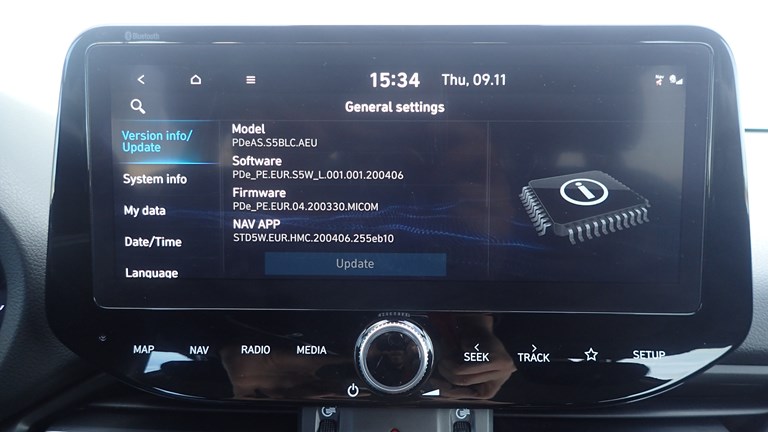 Bluetooth
15:34 Thu, 09.11
General settings
Version info/
Update
System info
My data
Date/Time
Language
Model
PDeAS.S5BLC.AEU
Software
PDe_PE.EUR.S5W_L.001.001.200406
Firmware
PDe_PE.EUR.04.200330.MICOM
NAV APP
STD5W.EUR.HMC.200406.255eb10
Update
MAP NAV RADIO MEDIA SEEK TRACK SETUP